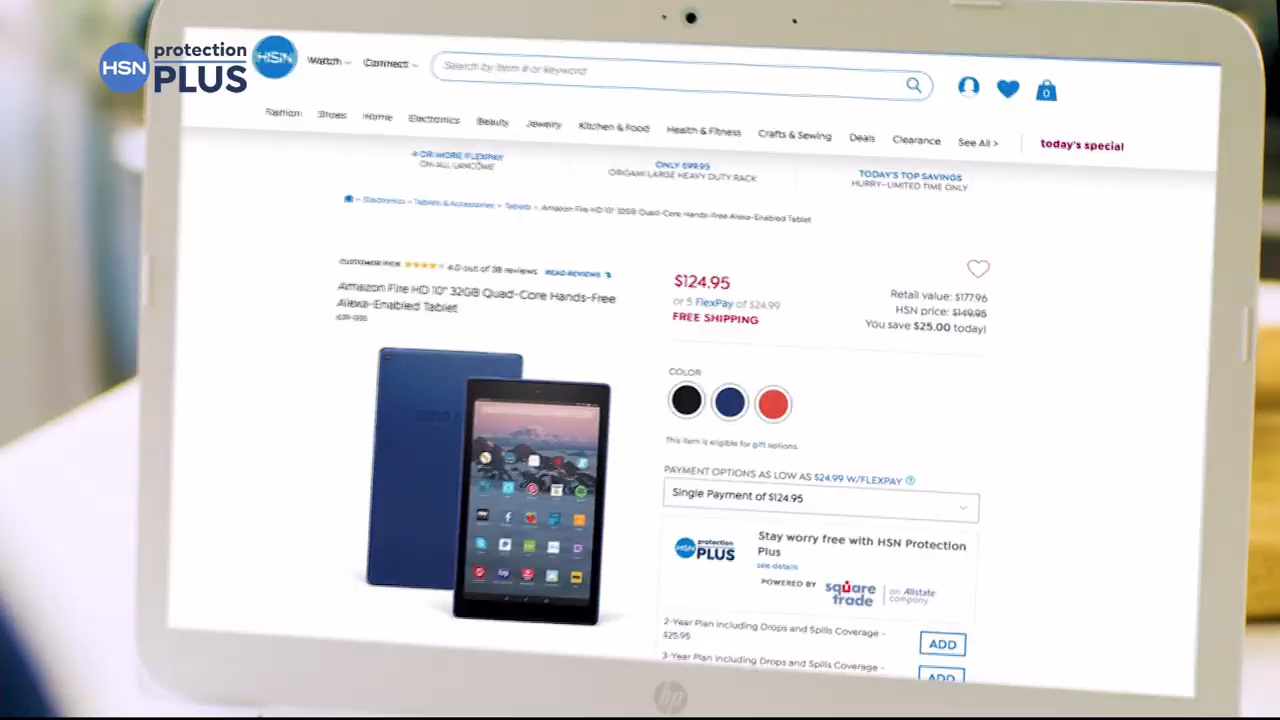 HSN protection PLUS
HSN
Watch
Connect
Search by item # or keyword
0
Fashion Shoes Home Electronics Beauty Jewelry Kitchen & Food Health & Fitness Crafts & Sewing Deals Clearance See All > today's special
ONLY $99.95
ORIGAMI LARGE HEAVY DUTY RACK
TODAY'S TOP SAVINGS
HURRY–LIMITED TIME ONLY
Electronics > Tablets & Accessories > Tablets > Amazon Fire HD 10" 32GB Quad-Core Hands-Free Alexa-Enabled Tablet
CUSTOMER PICK 4.0 out of 38 reviews READ REVIEWS
Amazon Fire HD 10" 32GB Quad-Core Hands-Free
Alexa-Enabled Tablet
$124.95
or 5 FlexPay of $24.99
FREE SHIPPING
Retail value: $177.96
HSN price: $149.95
You save $25.00 today!
COLOR
This item is eligible for gift options.
PAYMENT OPTIONS AS LOW AS $24.99 W/FLEXPAY ?
Single Payment of $124.95
HSN protection PLUS
Stay worry free with HSN Protection
Plus
see details
POWERED BY square trade | an Allstate company
2-Year Plan including Drops and Spills Coverage -
$25.95
ADD
3-Year Plan including Drops and Spills Coverage -
ADD
hp